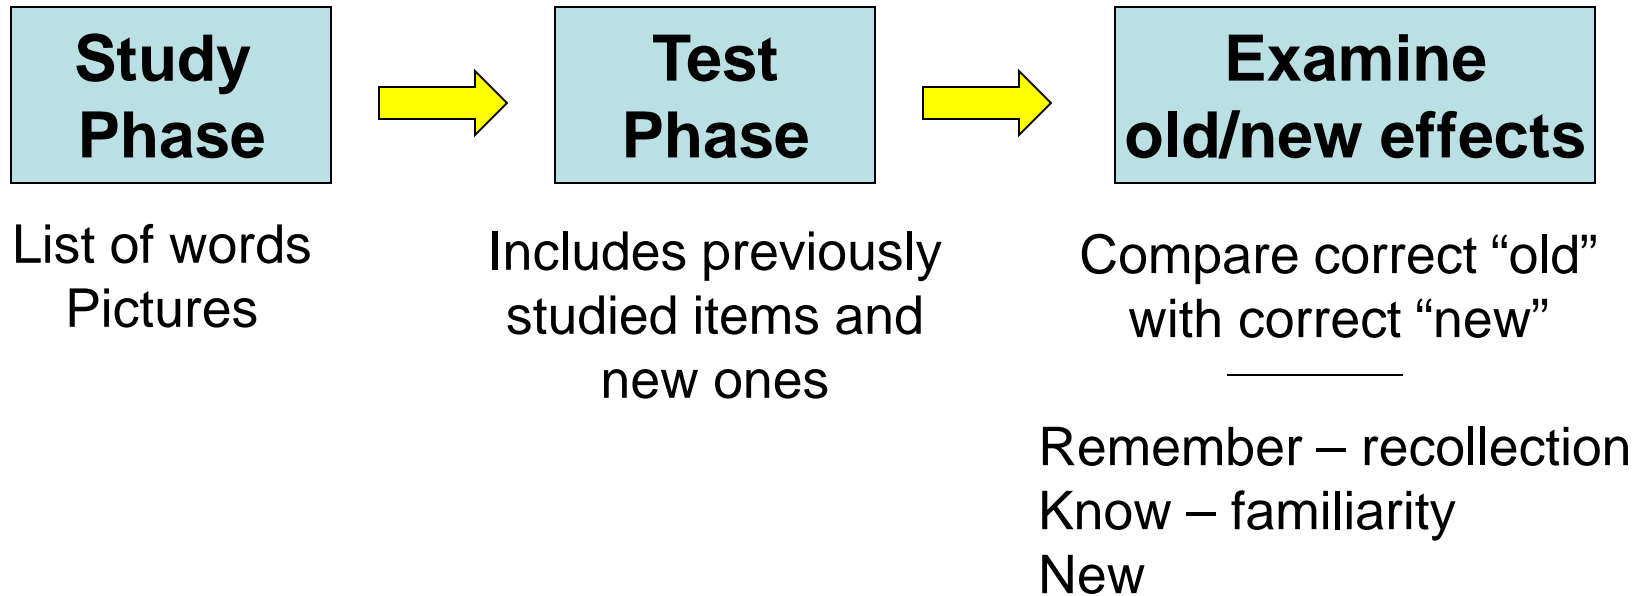 Study
Phase
List of words
Pictures
Test
Phase
Includes previously
studied items and
new ones
Examine
old/new effects
Compare correct “old”
with correct “new”
Remember – recollection
Know – familiarity
New